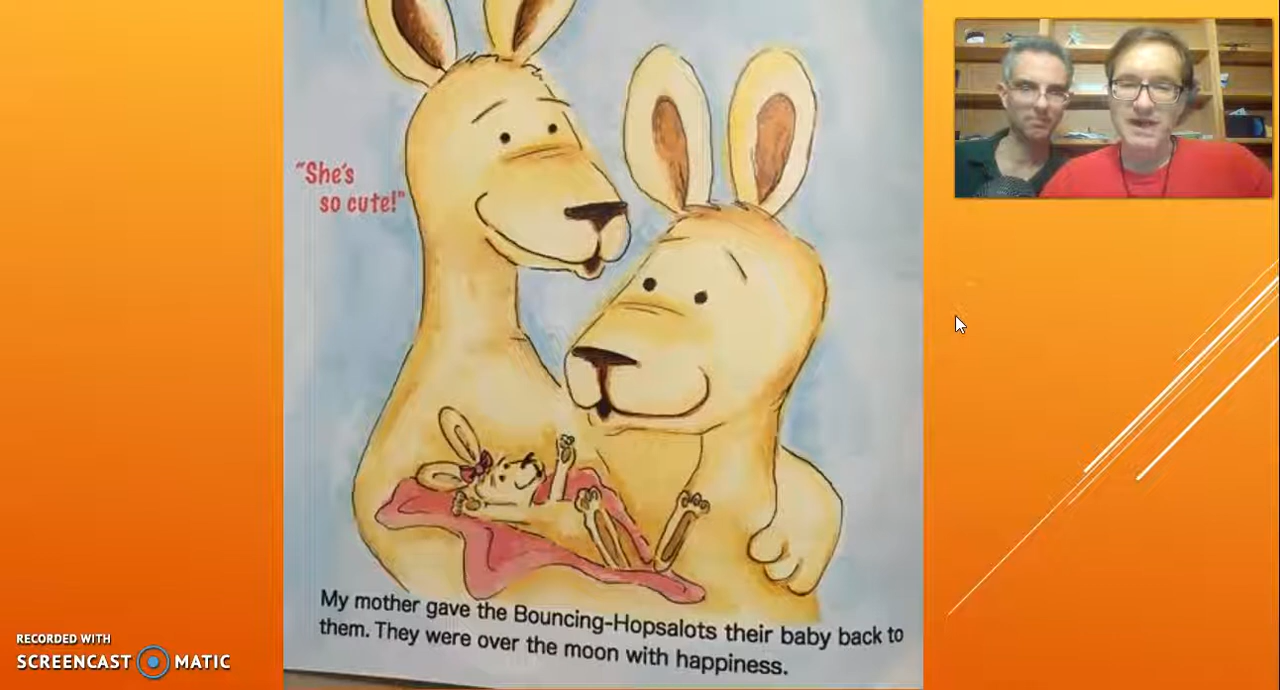 "She's
so cute!"
My mother gave the Bouncing-Hopsalots their baby back to
them. They were over the moon with happiness.
RECORDED WITH
SCREENCAST MATIC